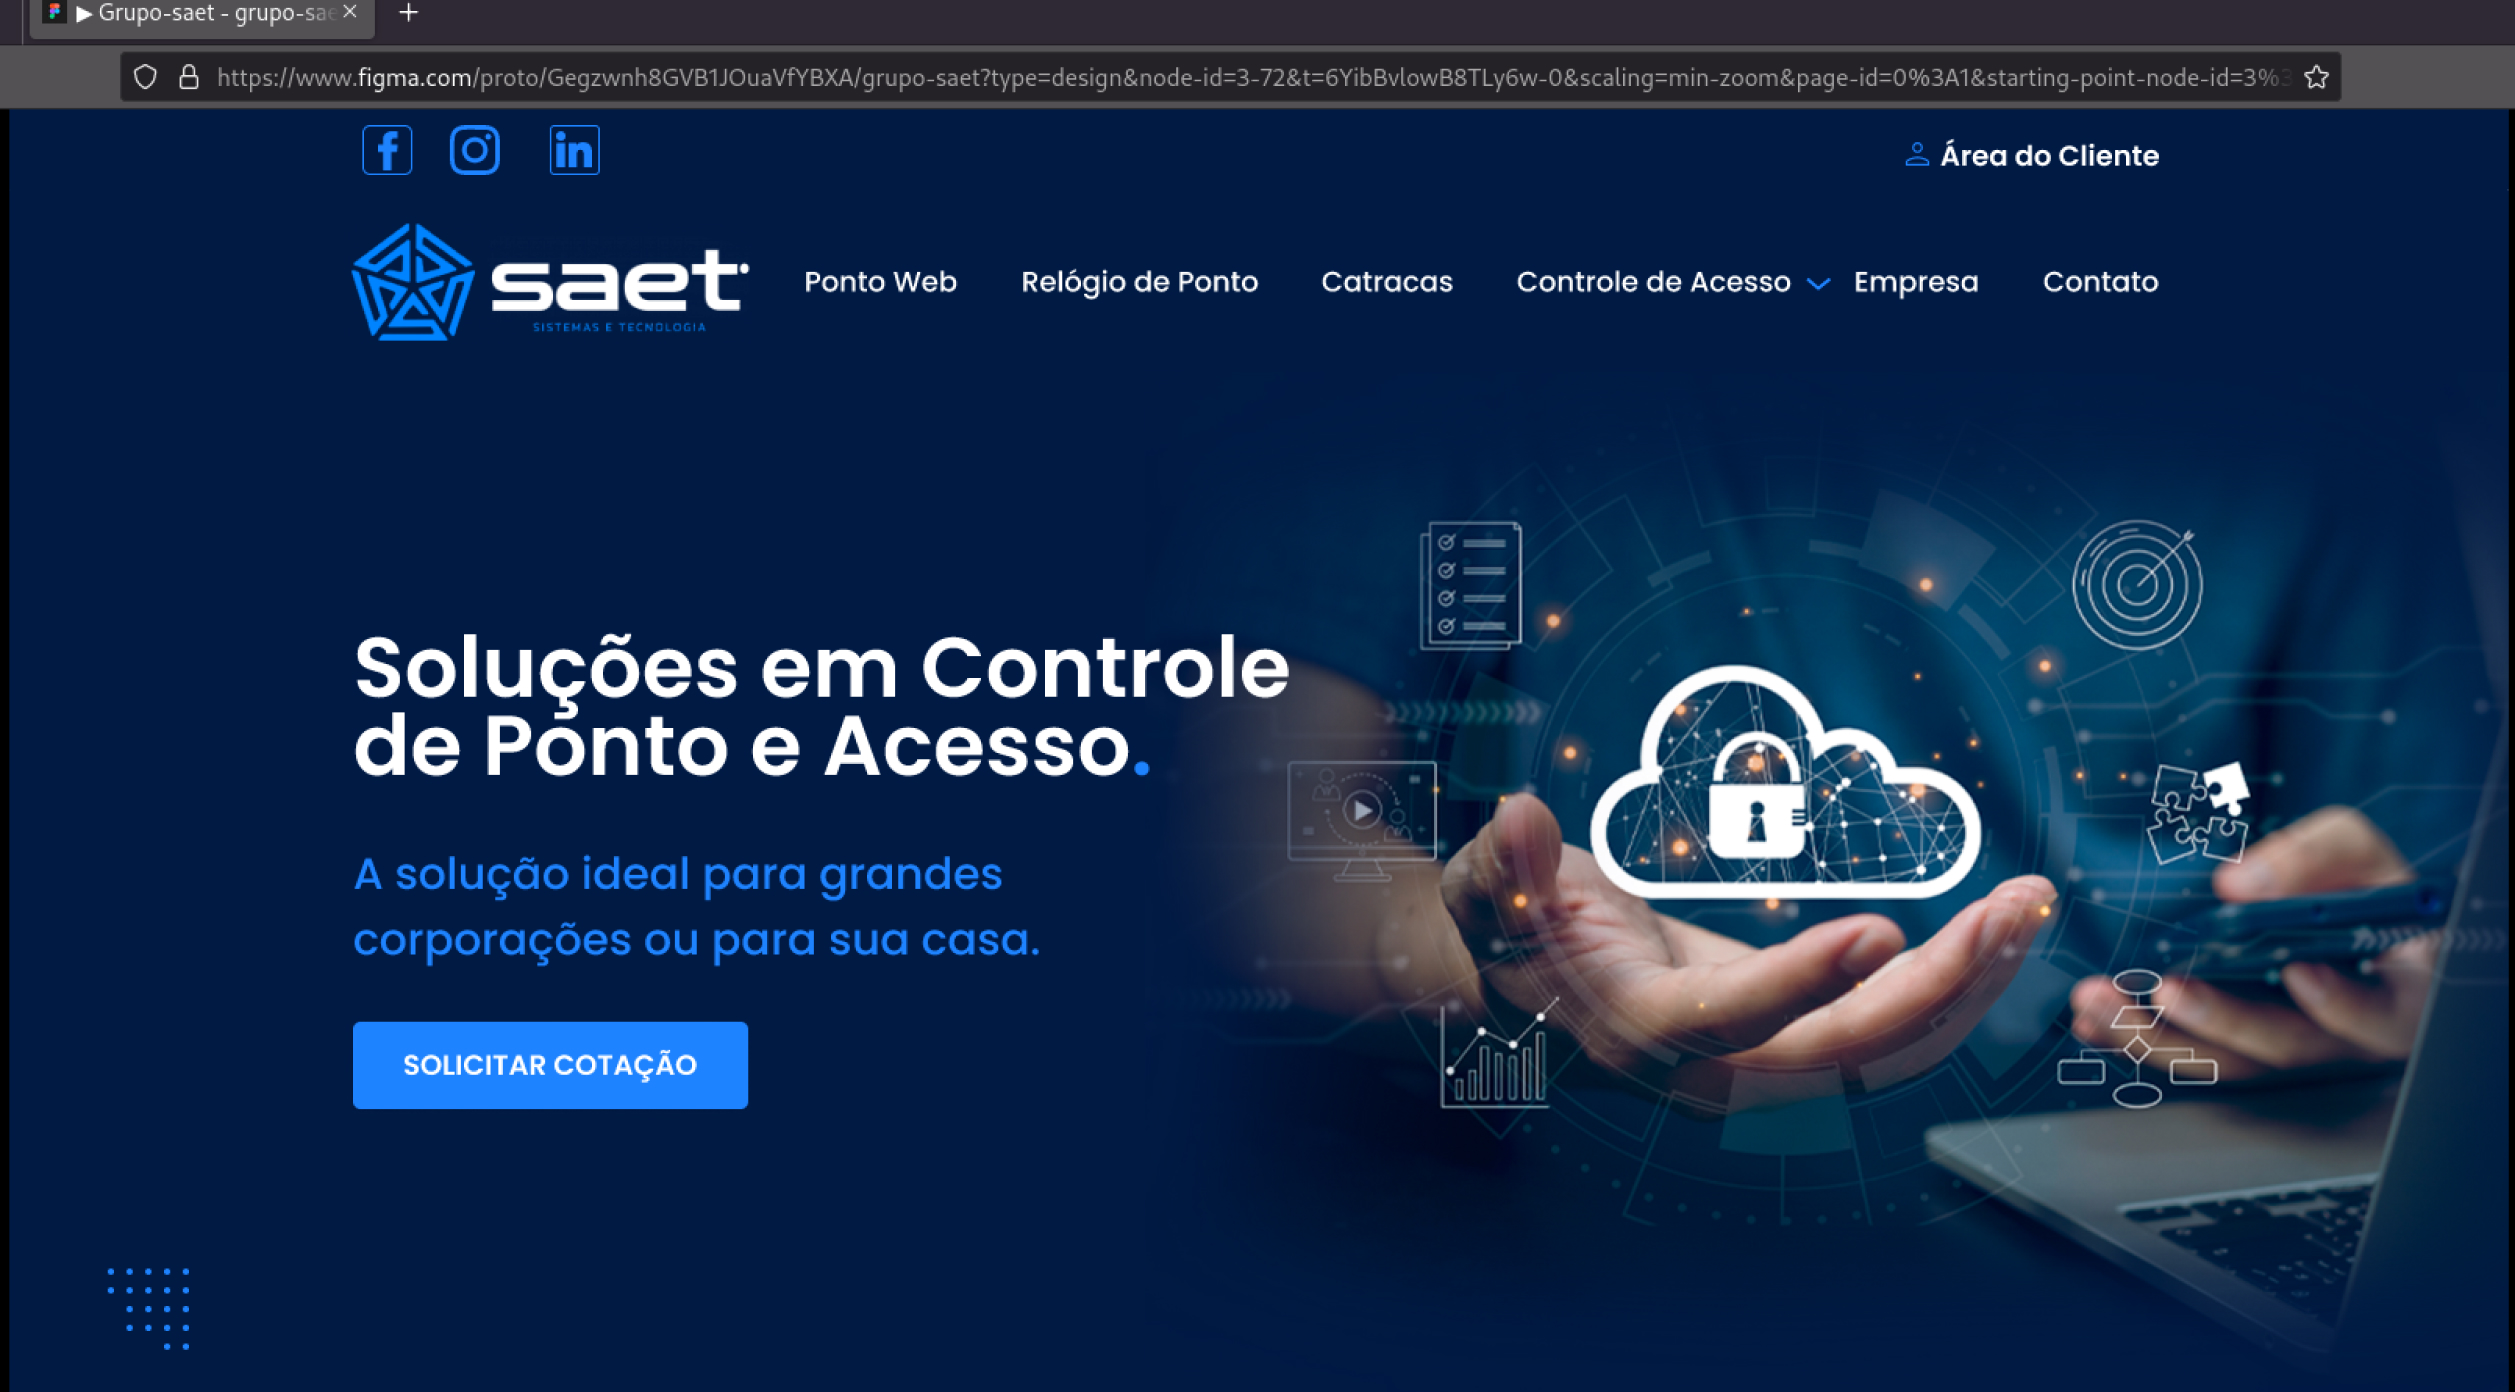 ▶ Grupo-saet - grupo-sae
https://www.figma.com/proto/Gegzwnh8GVB1JOuaVfYBXA/grupo-saet?type=design&node-id=3-72&t=6YibBvlowB8TLy6w-0&scaling=min-zoom&page-id=0%3A1&starting-point-node-id=3%3
Área do Cliente
saet
SISTEMAS E TECNOLOGIA
Ponto Web Relógio de Ponto Catracas Controle de Acesso Empresa Contato
Soluções em Controle
de Ponto e Acesso.
A solução ideal para grandes
corporações ou para sua casa.
SOLICITAR COTAÇÃO